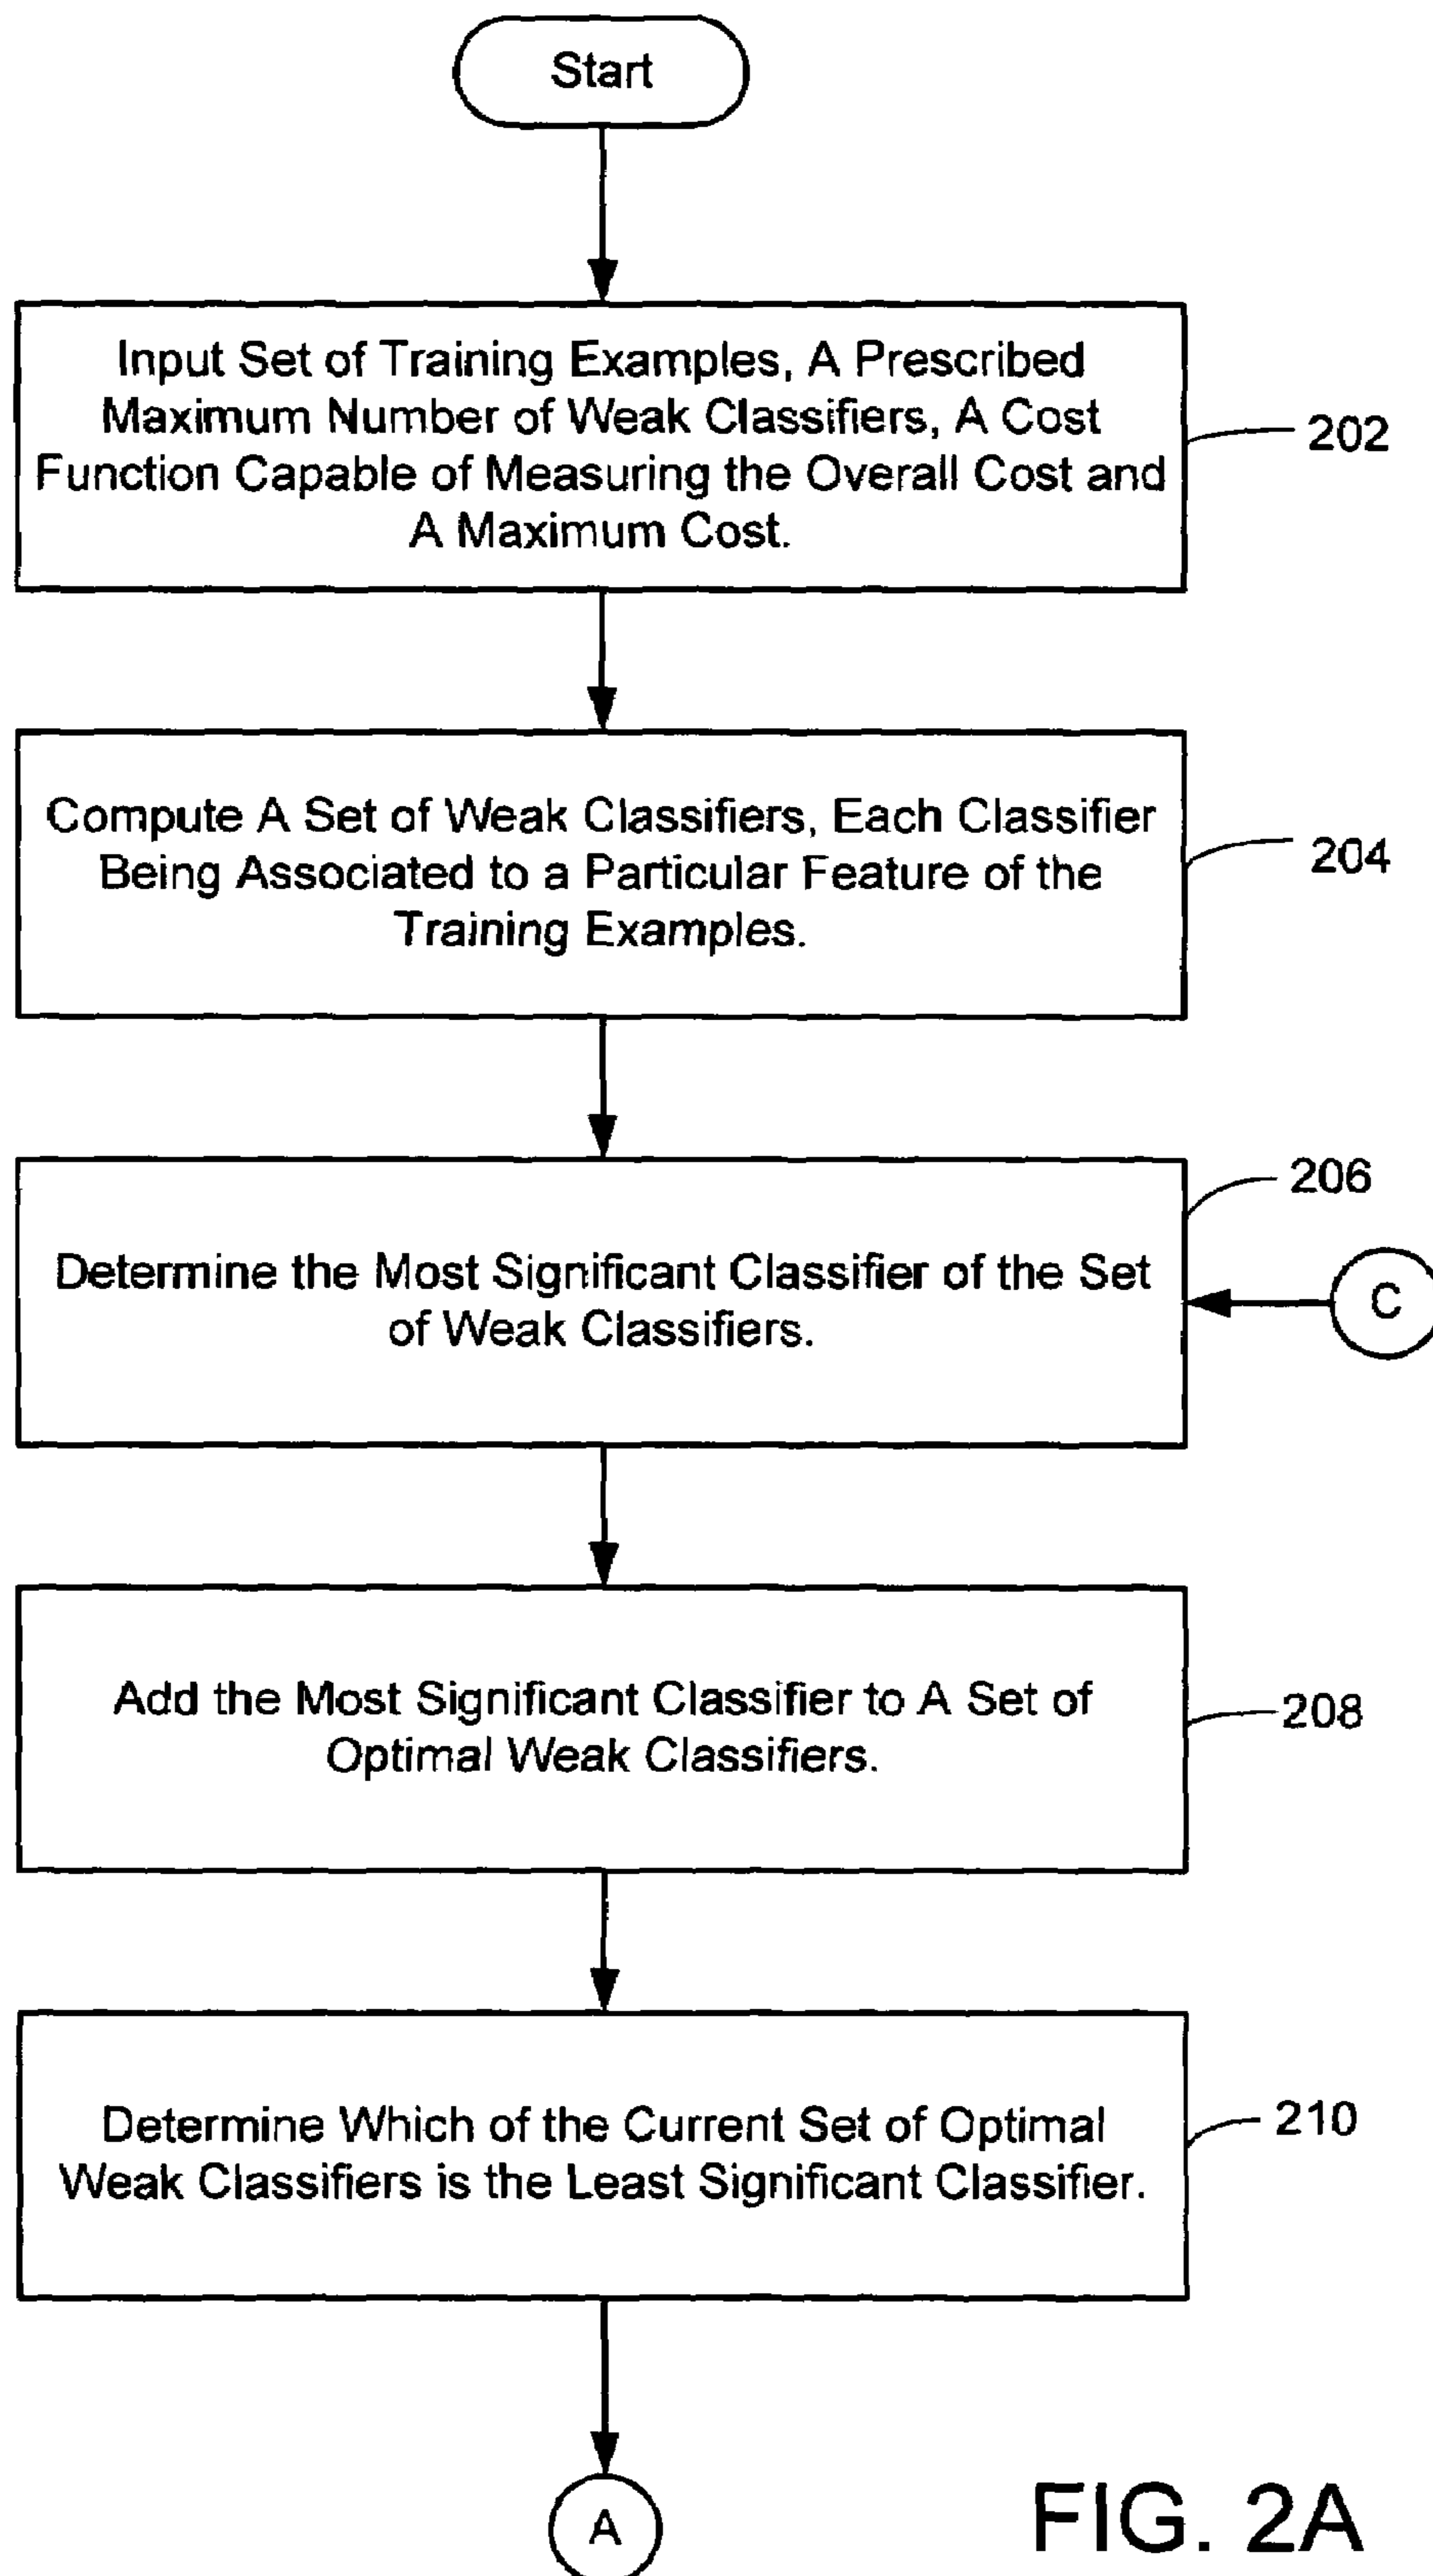 Start
Input Set of Training Examples, A Prescribed
Maximum Number of Weak Classifiers, A Cost
Function Capable of Measuring the Overall Cost and
A Maximum Cost.
202
Compute A Set of Weak Classifiers, Each Classifier
Being Associated to a Particular Feature of the
Training Examples.
204
Determine the Most Significant Classifier of the Set
of Weak Classifiers.
206
C
Add the Most Significant Classifier to A Set of
Optimal Weak Classifiers.
208
Determine Which of the Current Set of Optimal
Weak Classifiers is the Least Significant Classifier.
210
A
FIG. 2A